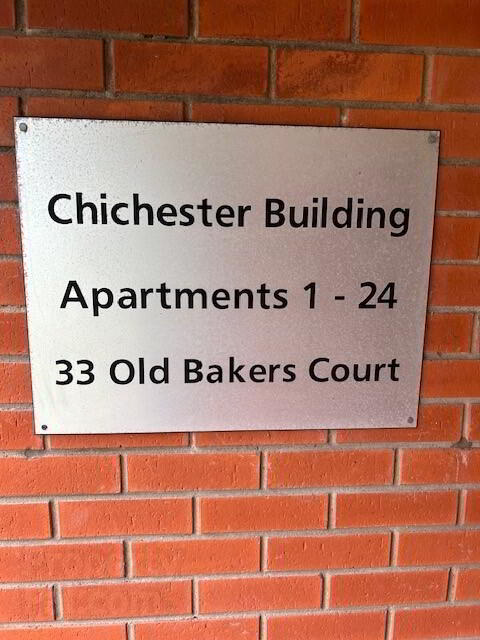 Chichester Building
Apartments 1 - 24
33 Old Bakers Court